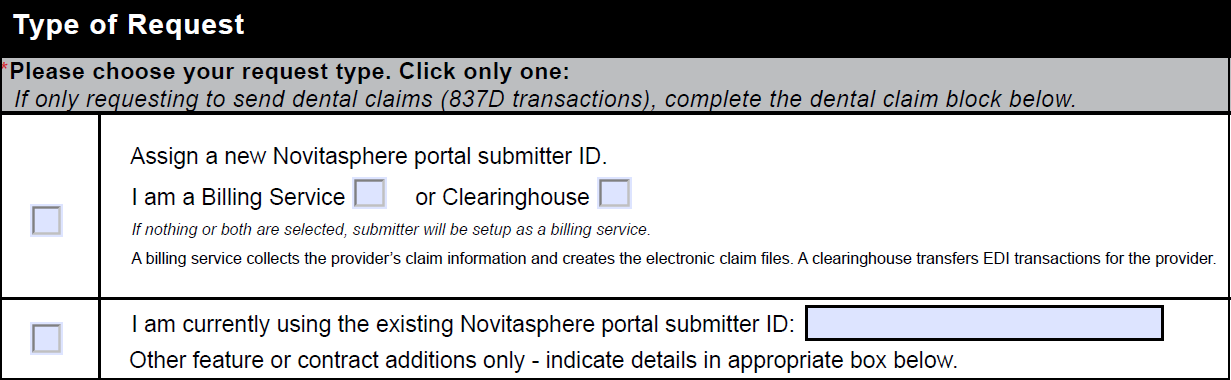 Type of Request
*Please choose your request type. Click only one:
If only requesting to send dental claims (837D transactions), complete the dental claim block below.
Assign a new Novitasphere portal submitter ID.
I am a Billing Service or Clearinghouse
If nothing or both are selected, submitter will be setup as a billing service.
A billing service collects the provider’s claim information and creates the electronic claim files. A clearinghouse transfers EDI transactions for the provider.
I am currently using the existing Novitasphere portal submitter ID:
Other feature or contract additions only - indicate details in appropriate box below.